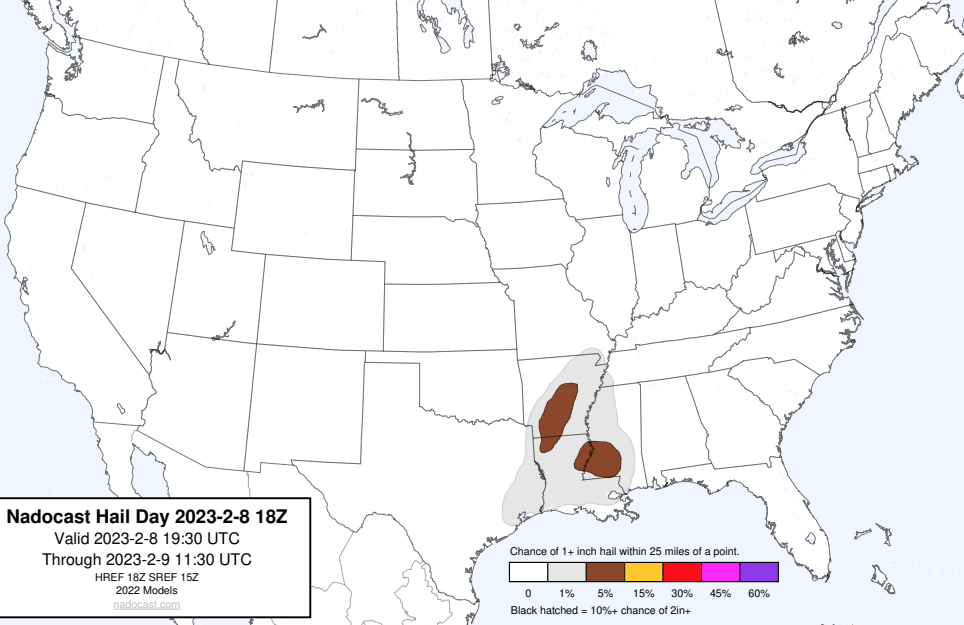 Nadocast Hail Day 2023-2-8 18Z
Valid 2023-2-8 19:30 UTC
Through 2023-2-9 11:30 UTC
HREF 18Z SREF 15Z
2022 Models
nadocast.com
Chance of 1+ inch hail within 25 miles of a point.
0 1% 5% 15% 30% 45% 60%
Black hatched = 10%+ chance of 2in+